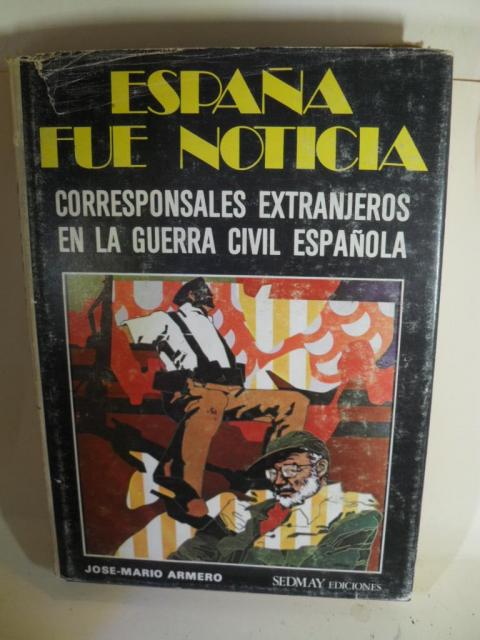 ESPAÑA
FUE NOTICIA
CORRESPONSALES EXTRANJEROS
EN LA GUERRA CIVIL ESPAÑOLA
JOSE-MARIO ARMERO
SEDMAY EDICIONES